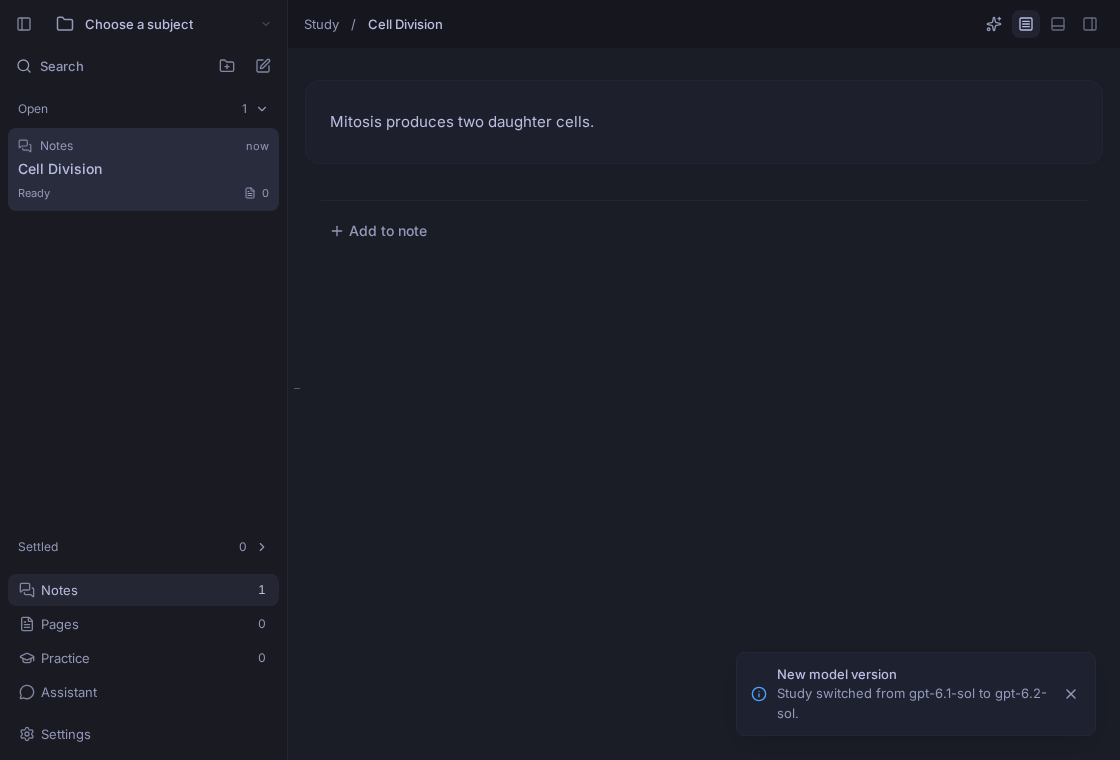 Choose a subject
Search
Open 1
Notes now
Cell Division
Ready 0
Settled 0
Notes 1
Pages 0
Practice 0
Assistant
Settings
Study / Cell Division
Mitosis produces two daughter cells.
Add to note
New model version
Study switched from gpt-6.1-sol to gpt-6.2-
sol.